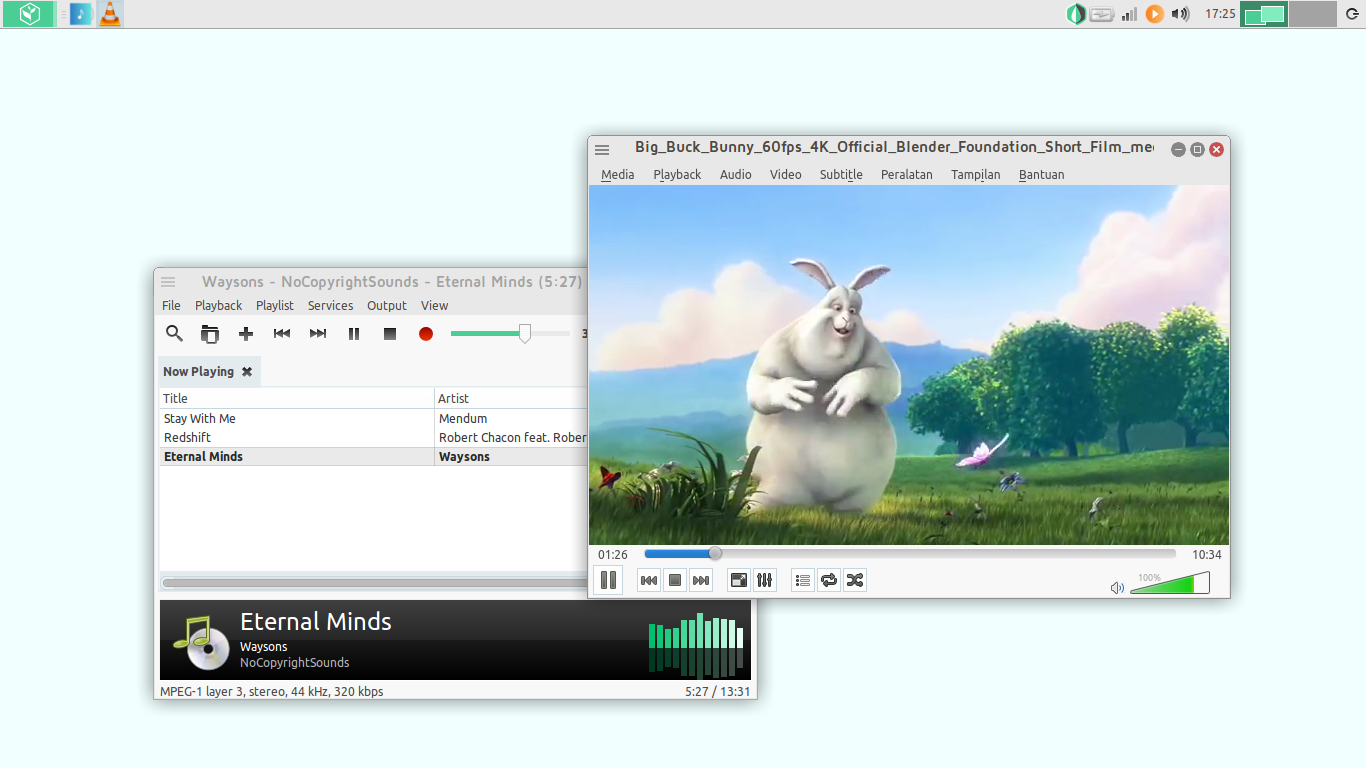 17:25
Big_Buck_Bunny_60fps_4K_Official_Blender_Foundation_Short_Film_me
Media Playback Audio Video Subtitle Peralatan Tampilan Bantuan
01:26 10:34
100%
Waysons - NoCopyrightSounds - Eternal Minds (5:27)
File Playback Playlist Services Output View
Now Playing
Title Artist
Stay With Me Mendum
Redshift Robert Chacon feat. Rober
Eternal Minds Waysons
Eternal Minds
Waysons
NoCopyrightSounds
MPEG-1 layer 3, stereo, 44 kHz, 320 kbps 5:27 / 13:31